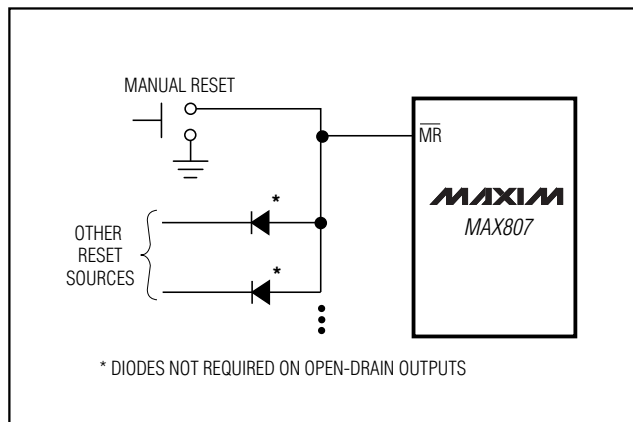 MANUAL RESET
MR
MAXIM
MAX807
*
OTHER
RESET
SOURCES
*
* DIODES NOT REQUIRED ON OPEN-DRAIN OUTPUTS